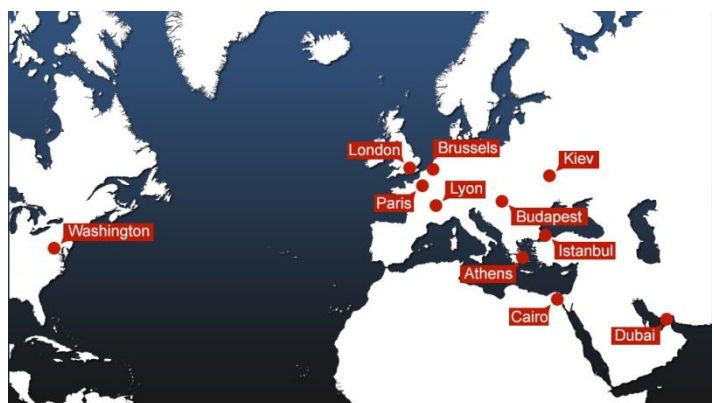 London
Brussels
Kiev
Paris
Lyon
Budapest
Washington
Istanbul
Athens
Cairo
Dubai